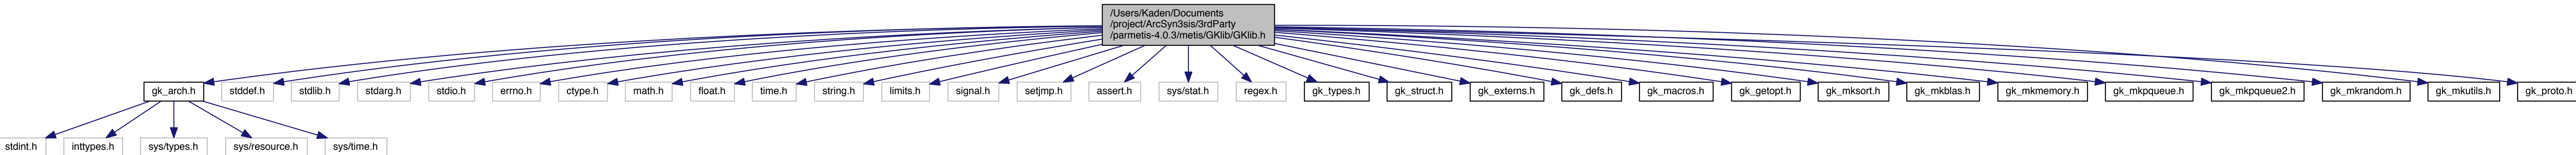 /Users/Kaden/Documents
/project/ArcSyn3sis/3rdParty
/parmetis-4.0.3/metis/GKlib/GKlib.h
gk_arch.h
stddef.h
stdlib.h
stdarg.h
stdio.h
errno.h
ctype.h
math.h
float.h
time.h
string.h
limits.h
signal.h
setjmp.h
assert.h
sys/stat.h
regex.h
gk_types.h
gk_struct.h
gk_externs.h
gk_defs.h
gk_macros.h
gk_getopt.h
gk_mksort.h
gk_mkblas.h
gk_mkmemory.h
gk_mkpqueue.h
gk_mkpqueue2.h
gk_mkrandom.h
gk_mkutils.h
gk_proto.h
stdint.h
inttypes.h
sys/types.h
sys/resource.h
sys/time.h